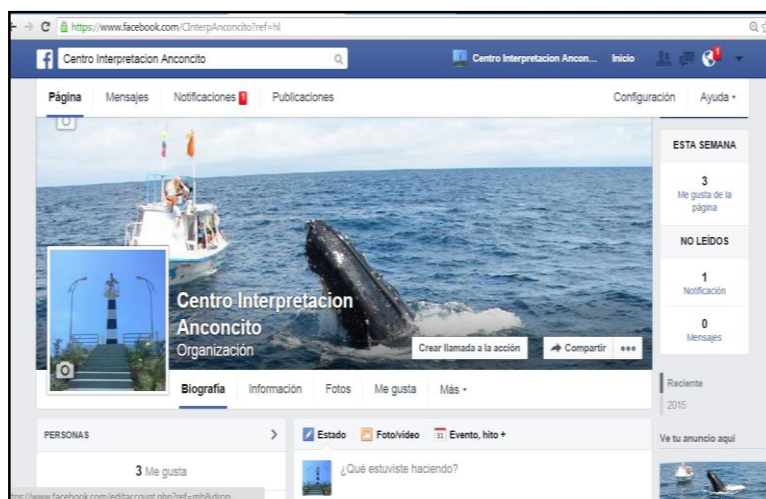 https://www.facebook.com/CInterpAnconcito?ref=hl
f Centro Interpretacion Anconcito Centro Interpretacion Ancon... Inicio 1
Página Mensajes Notificaciones 1 Publicaciones Configuración Ayuda
ESTA SEMANA
3
Me gusta de la
página
NO LEÍDOS
1
Notificación
0
Mensajes
Centro Interpretacion
Anconcito
Organización
Crear llamada a la acción Compartir
Biografía Información Fotos Me gusta Más
Reciente
2015
PERSONAS
3 Me gusta
Estado Foto/vídeo 31 Evento, hito +
¿Qué estuviste haciendo?
Ve tu anuncio aquí